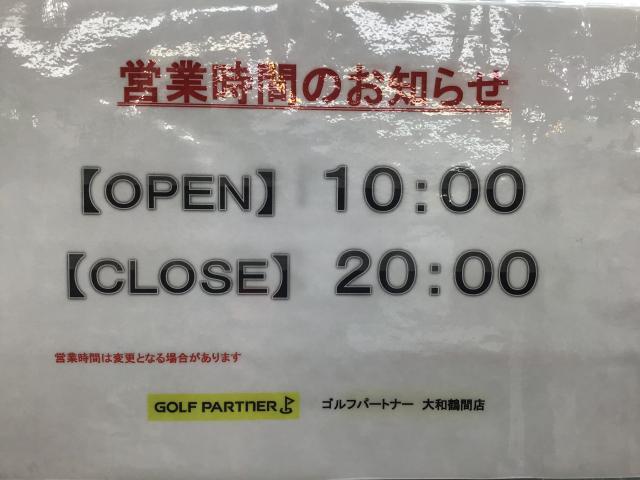 営業時間のお知らせ
【OPEN】 10:00
【CLOSE】 20:00
営業時間は変更となる場合があります
GOLF PARTNER ゴルフパートナー 大和鶴間店